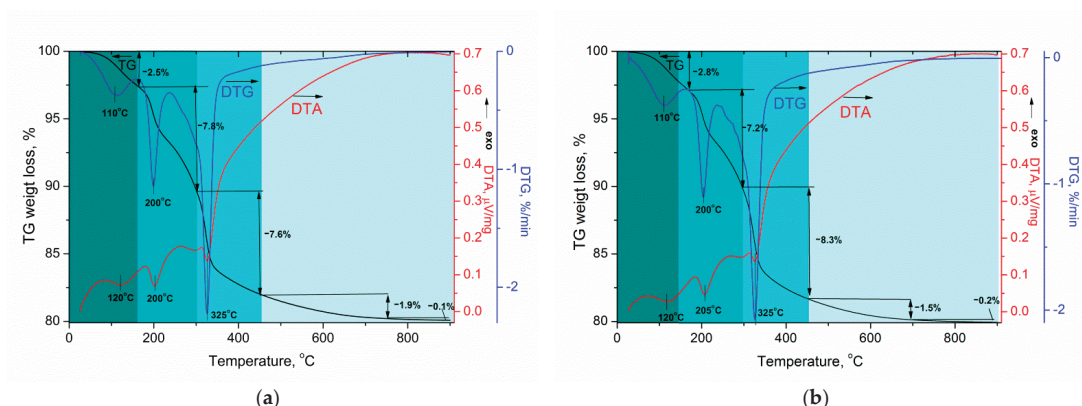 100
TG
−2.5%
0
0.7
DTG
DTA
110°C
−7.8%
95
0.6
0.5
TG weigt loss, %
exo
DTA, µV/mg
DTG, %/min
0.4
-1
90
200°C
0.3
−7.6%
0.2
85
0.1
-2
120°C
200°C
325°C
−1.9%
−0.1%
0.0
80
0
200
400
600
800
Temperature, °C
(a)
100
TG
−2.8%
0.7
0
DTG
DTA
110°C
−7.2%
95
0.6
0.5
TG weigt loss, %
exo
DTA, µV/mg
DTG, %/min
0.4
90
-1
200°C
0.3
−8.3%
0.2
85
0.1
120°C
205°C
325°C
−1.5%
−0.2%
0.0
-2
80
0
200
400
600
800
Temperature, °C
(b)